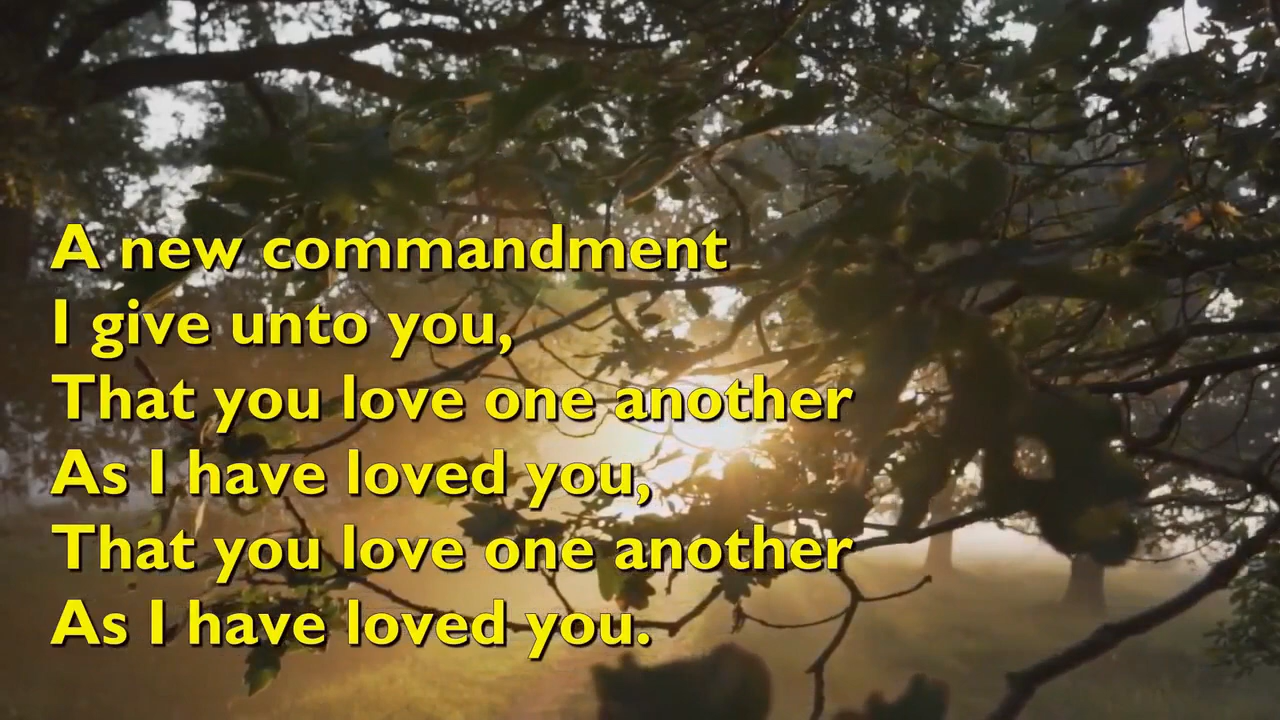 A new commandment
I give unto you,
That you love one another
As I have loved you,
That you love one another
As I have loved you.